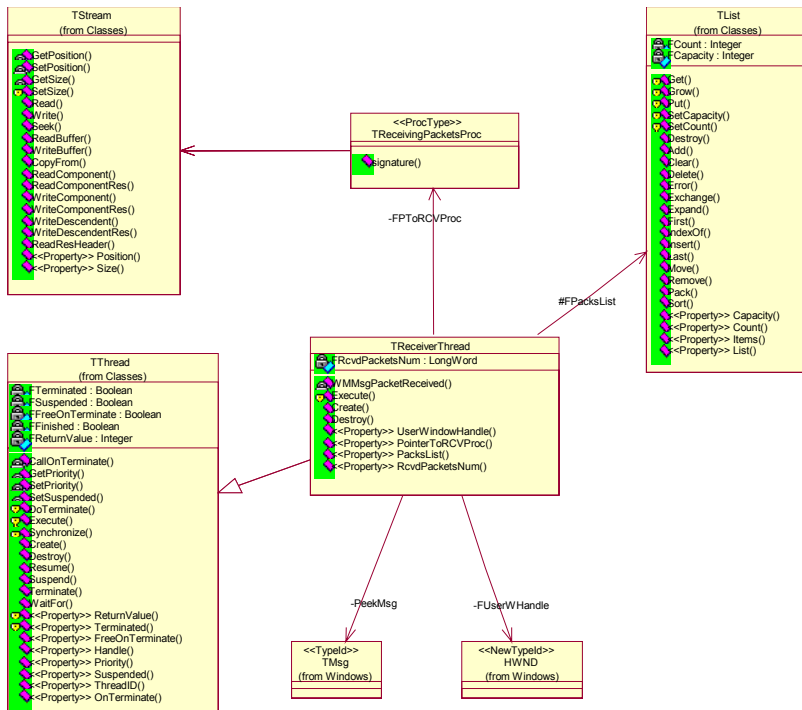 TStream
(from Classes)
GetPosition()
SetPosition()
GetSize()
SetSize()
Read()
Write()
Seek()
ReadBuffer()
WriteBuffer()
CopyFrom()
ReadComponent()
ReadComponentRes()
WriteComponent()
WriteComponentRes()
WriteDescendent()
WriteDescendentRes()
ReadResHeader()
<<Property>> Position()
<<Property>> Size()
<<ProcType>>
TReceivingPacketsProc
signature()
TList
(from Classes)
FCount : Integer
FCapacity : Integer
Get()
Grow()
Put()
SetCapacity()
SetCount()
Destroy()
Add()
Clear()
Delete()
Error()
Exchange()
Expand()
First()
IndexOf()
Insert()
Last()
Move()
Remove()
Pack()
Sort()
<<Property>> Capacity()
<<Property>> Count()
<<Property>> Items()
<<Property>> List()
-FPToRCVProc
#FPacksList
TReceiverThread
FRcvdPacketsNum : LongWord
WMMsgPacketReceived()
Execute()
Create()
Destroy()
<<Property>> UserWindowHandle()
<<Property>> PointerToRCVProc()
<<Property>> PacksList()
<<Property>> RcvdPacketsNum()
TThread
(from Classes)
FTerminated : Boolean
FSuspended : Boolean
FFreeOnTerminate : Boolean
FFinished : Boolean
FReturnValue : Integer
CallOnTerminate()
GetPriority()
SetPriority()
SetSuspended()
DoTerminate()
Execute()
Synchronize()
Create()
Destroy()
Resume()
Suspend()
Terminate()
WaitFor()
<<Property>> ReturnValue()
<<Property>> Terminated()
<<Property>> FreeOnTerminate()
<<Property>> Handle()
<<Property>> Priority()
<<Property>> Suspended()
<<Property>> ThreadID()
<<Property>> OnTerminate()
-PeekMsg
-FUserWHandle
<<TypeId>>
TMsg
(from Windows)
<<NewTypeId>>
HWND
(from Windows)